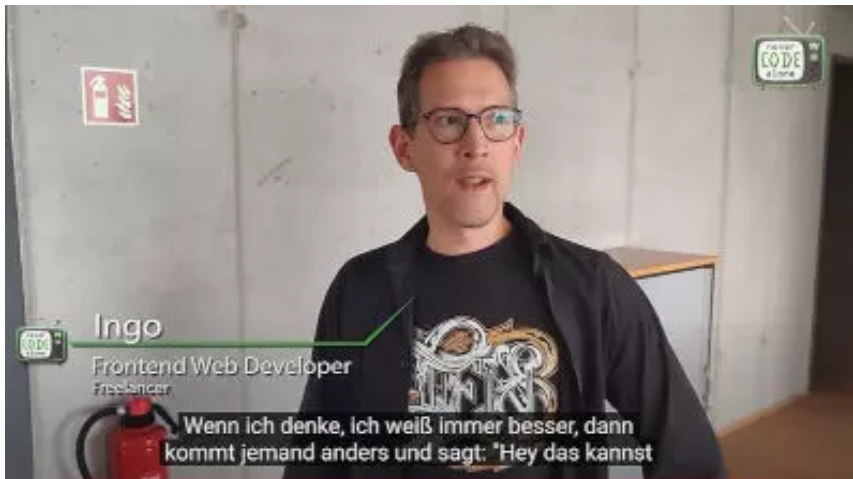 never
CODE
alone
Ingo
CODE
Frontend Web Developer
Freelancer
Wenn ich denke, ich weiß immer besser, dann
kommt jemand anders und sagt: "Hey das kannst